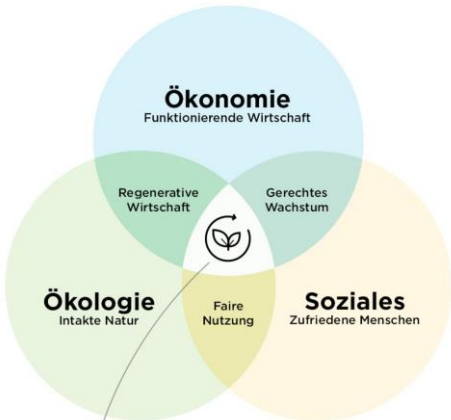 Ökonomie
Funktionierende Wirtschaft
Regenerative
Wirtschaft
Gerechtes
Wachstum
Ökologie
Intakte Natur
Faire
Nutzung
Soziales
Zufriedene Menschen